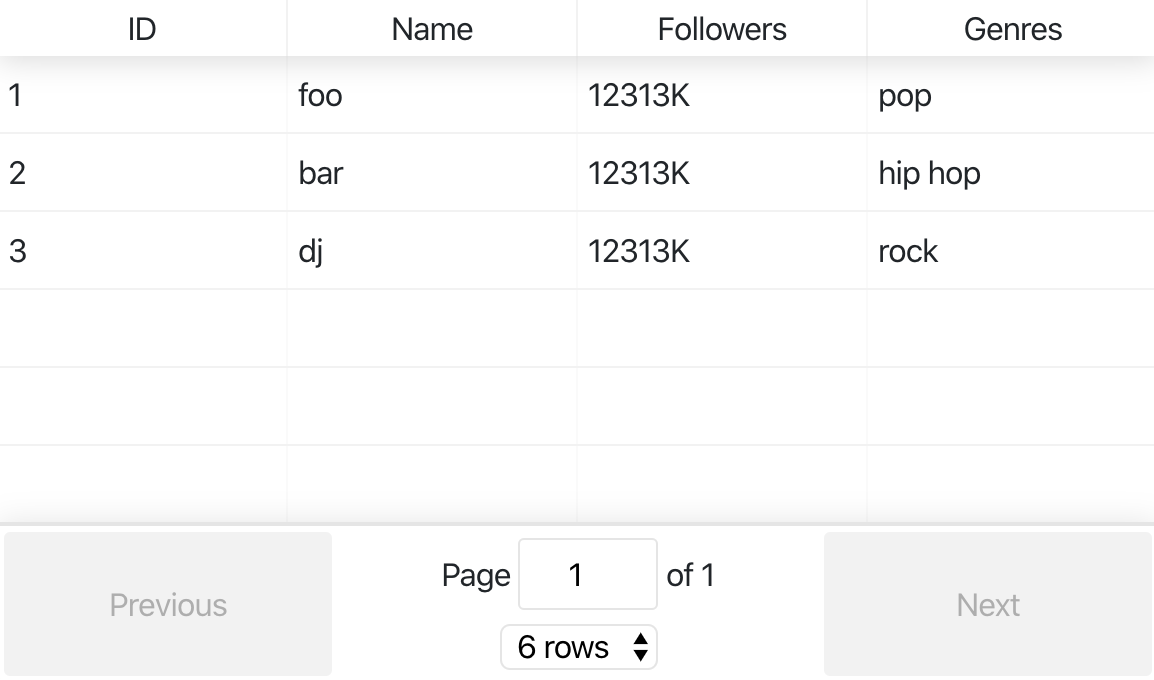 ID Name Followers Genres
1 foo 12313K pop
2 bar 12313K hip hop
3 dj 12313K rock
Previous Page 1 of 1 Next
6 rows